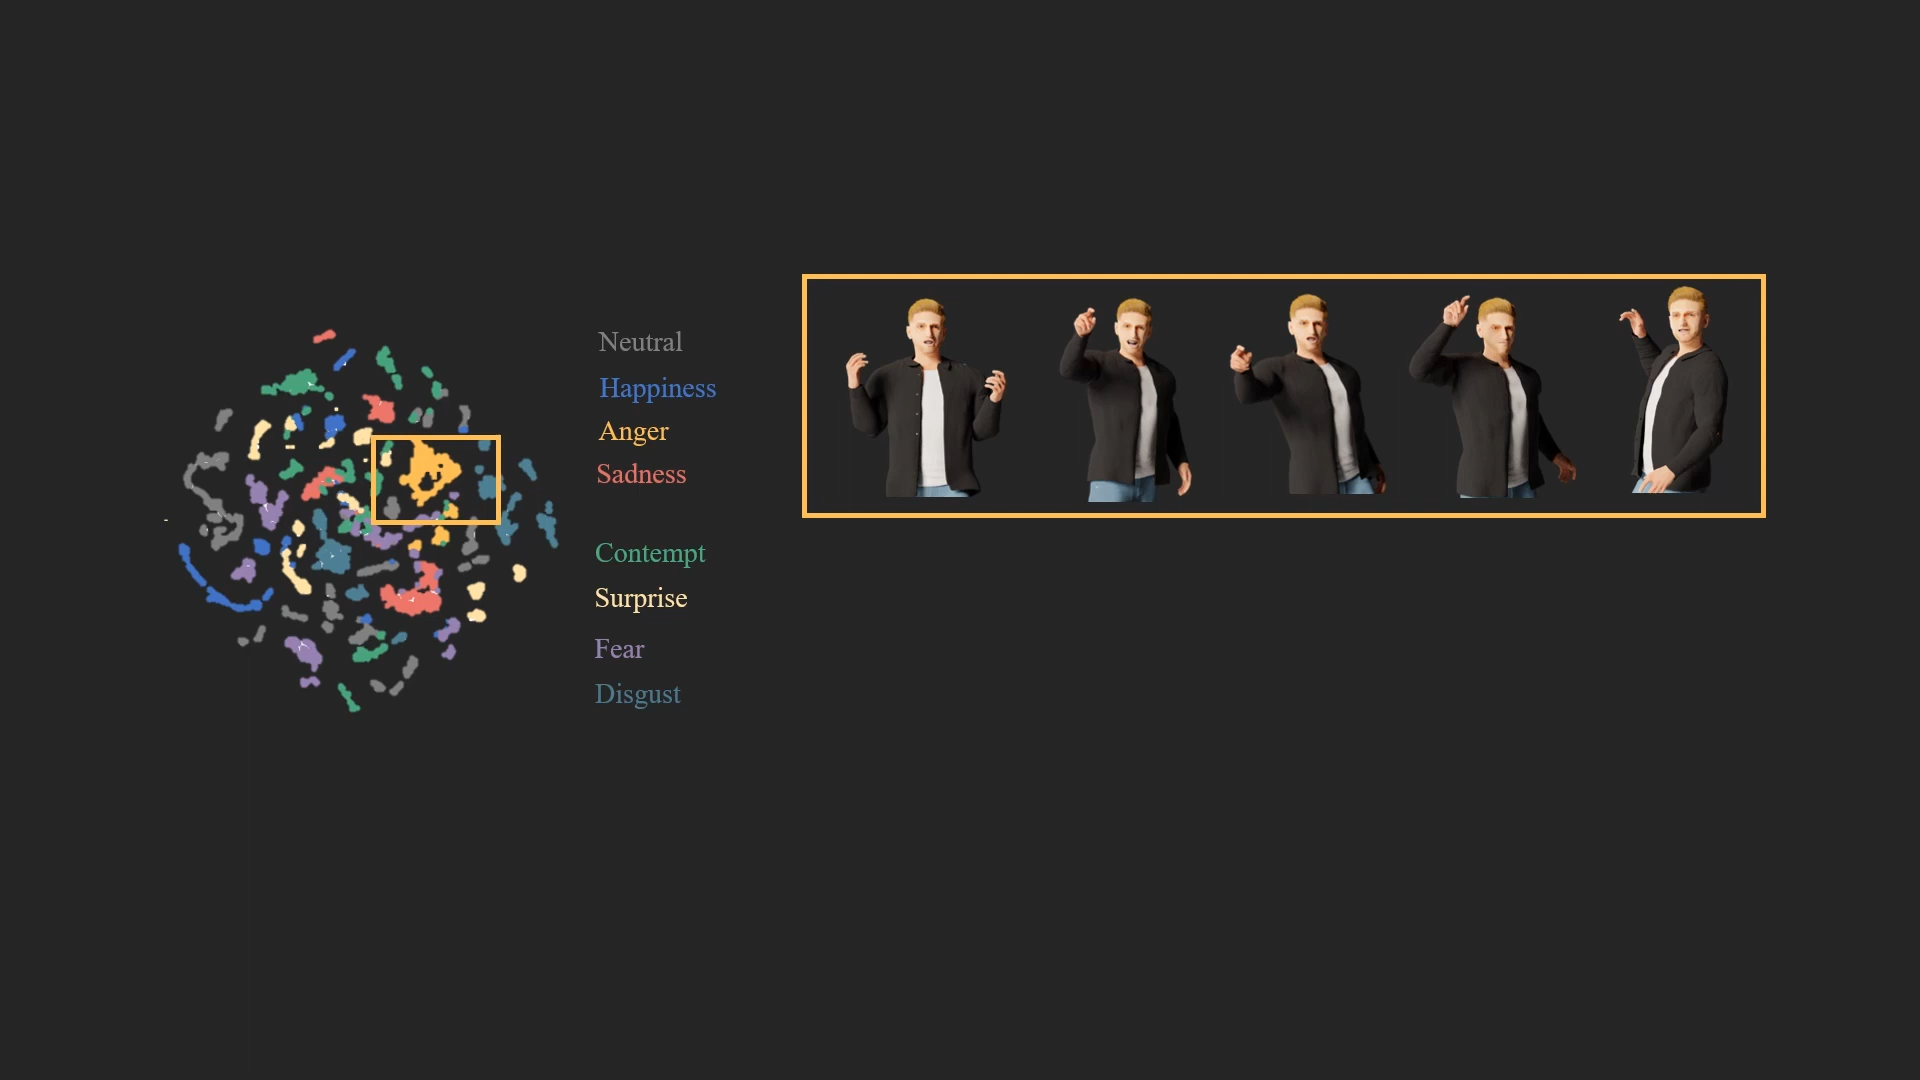 Neutral
Happiness
Anger
Sadness
Contempt
Surprise
Fear
Disgust